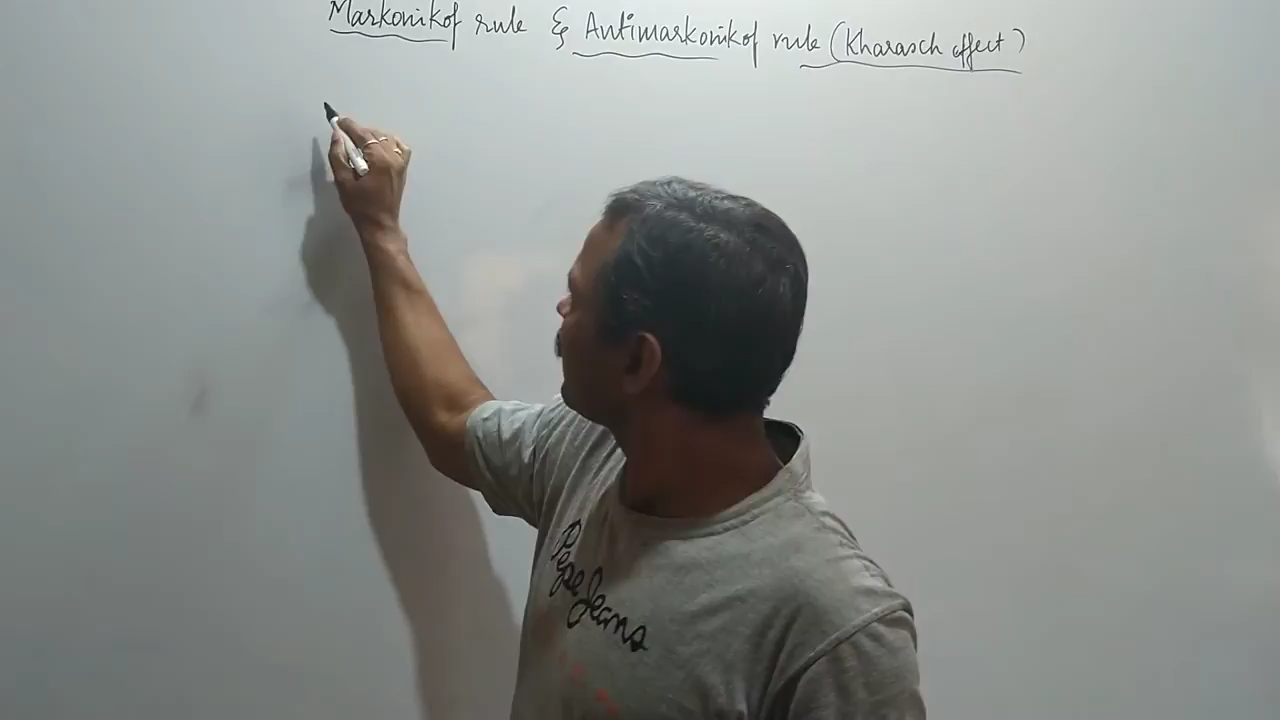 Markonikof rule & Antimarkonikof rule (Kharasch effect)
Pepe Jeans